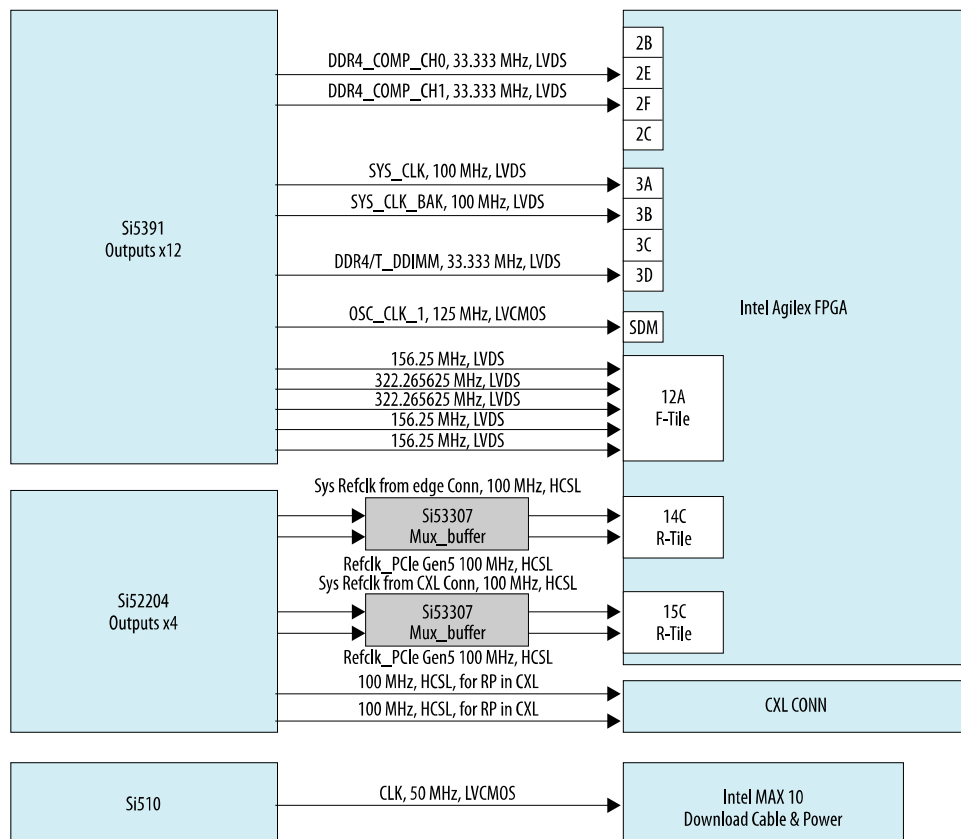 Si5391
Outputs x12
DDR4_COMP_CH0, 33.333 MHz, LVDS
DDR4_COMP_CH1, 33.333 MHz, LVDS
SYS_CLK, 100 MHz, LVDS
SYS_CLK_BAK, 100 MHz, LVDS
DDR4/T_DDIMM, 33.333 MHz, LVDS
OSC_CLK_1, 125 MHz, LVCMOS
156.25 MHz, LVDS
322.265625 MHz, LVDS
322.265625 MHz, LVDS
156.25 MHz, LVDS
156.25 MHz, LVDS
2B
2E
2F
2C
3A
3B
3C
3D
SDM
12A
F-Tile
Intel Agilex FPGA
Si52204
Outputs x4
Sys Refclk from edge Conn, 100 MHz, HCSL
Si53307
Mux_buffer
Refclk_PCIe Gen5 100 MHz, HCSL
14C
R-Tile
Sys Refclk from CXL Conn, 100 MHz, HCSL
Si53307
Mux_buffer
Refclk_PCIe Gen5 100 MHz, HCSL
15C
R-Tile
100 MHz, HCSL, for RP in CXL
100 MHz, HCSL, for RP in CXL
CXL CONN
Si510
CLK, 50 MHz, LVCMOS
Intel MAX 10
Download Cable & Power